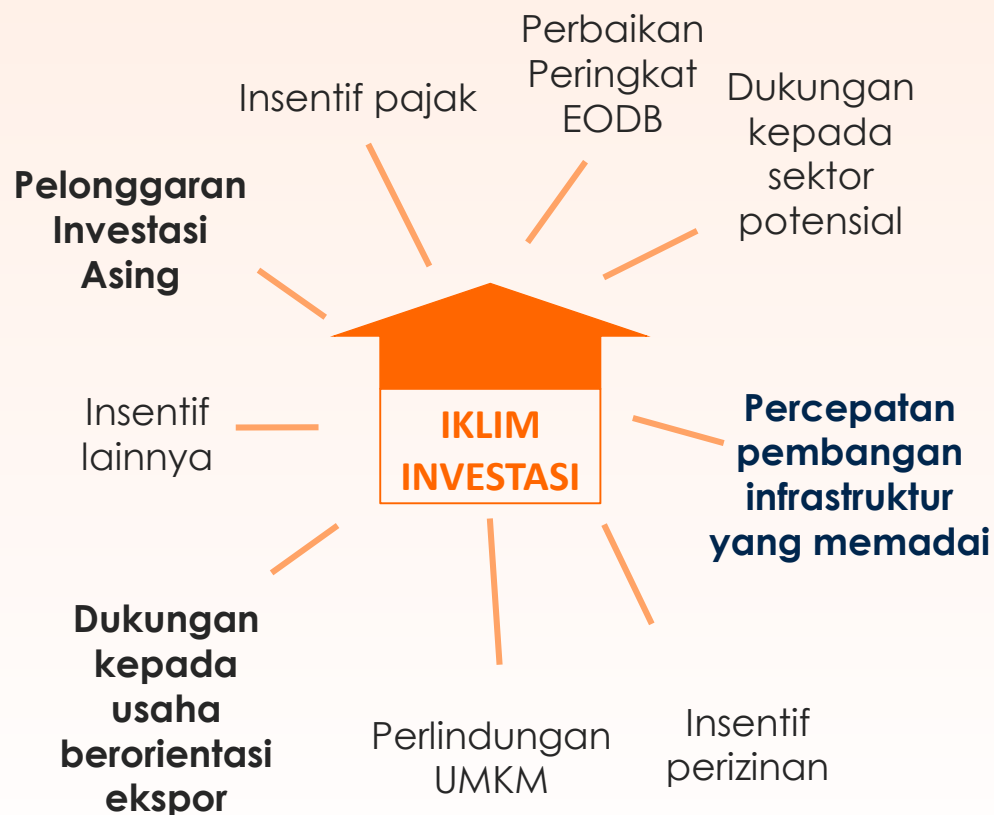 Perbaikan
Peringkat
EODB
Insentif pajak
Dukungan
kepada
sektor
potensial
Pelonggaran
Investasi
Asing
IKLIM
INVESTASI
Insentif
lainnya
Percepatan
pembangan
infrastruktur
yang memadai
Dukungan
kepada
usaha
berorientasi
ekspor
Perlindungan
UMKM
Insentif
perizinan